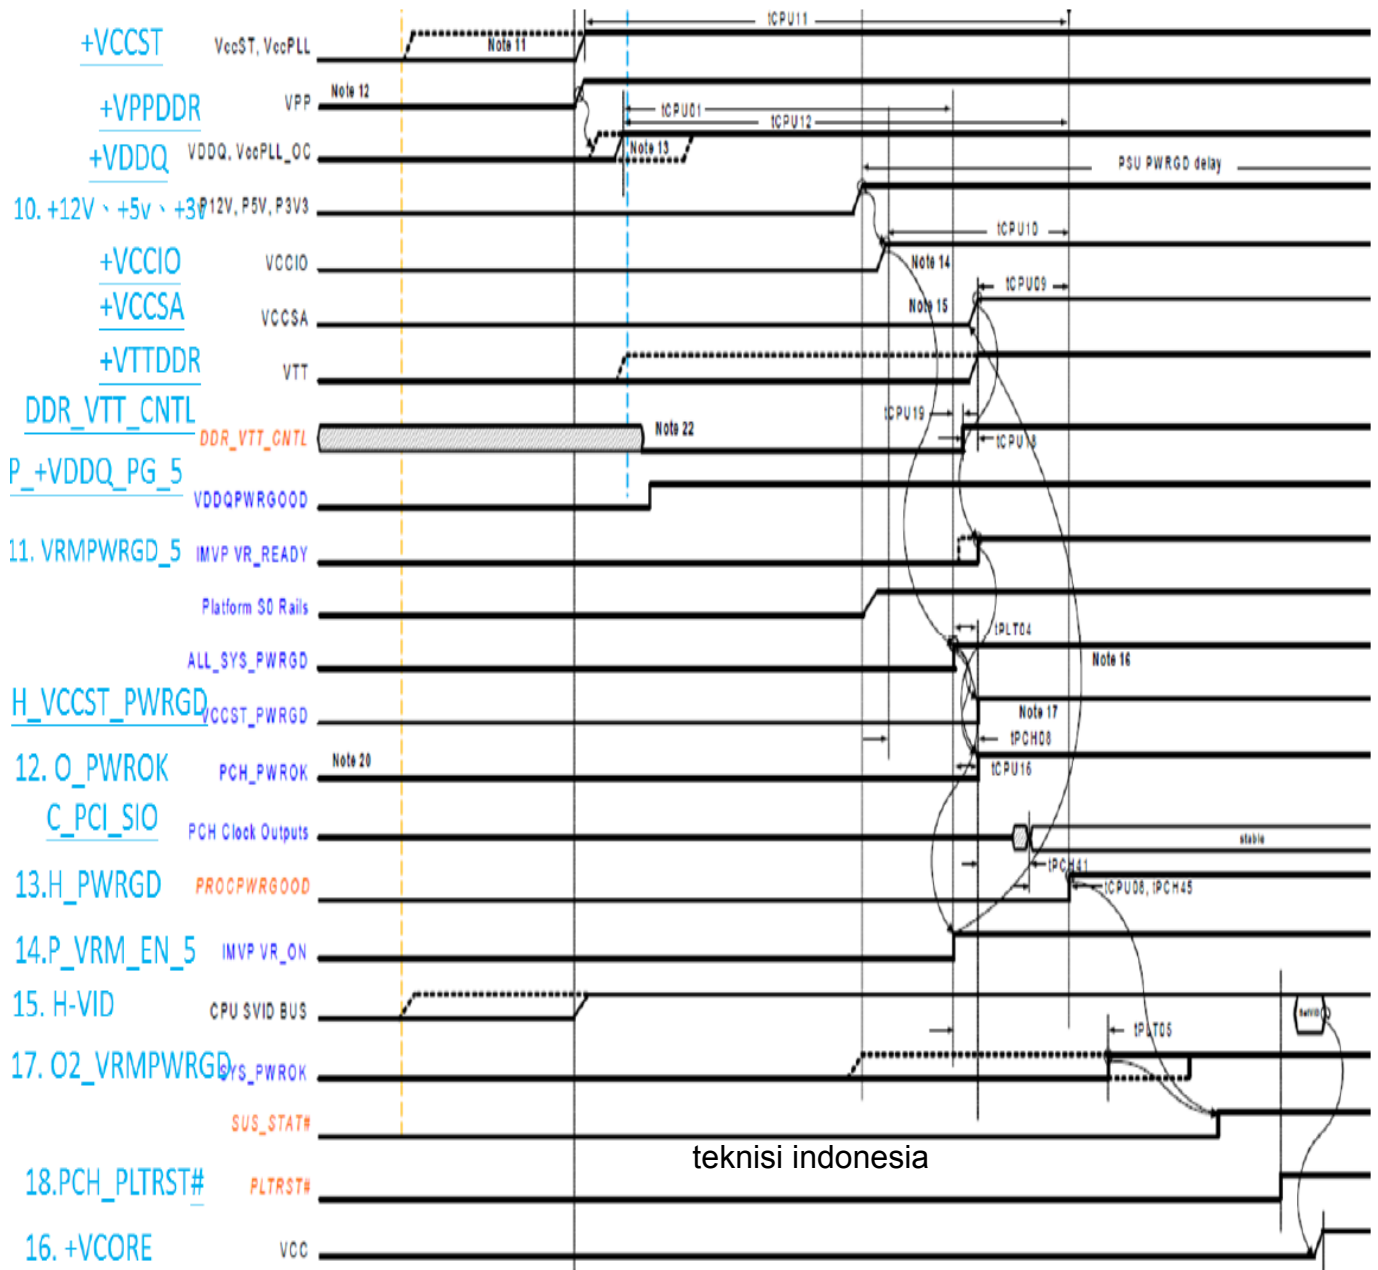 tCPU11
+VCCST VccST, VccPLL Note 11
+VPPDDR VPP Note 12
tCPU01
tCPU12
+VDDQ VDDQ, VccPLL_OC Note 13
PSU PWRGD delay
10. +12V、+5v、+3v P12V, P5V, P3V3
tCPU10
+VCCIO VCCIO Note 14
tCPU09
+VCCSA VCCSA Note 15
+VTTDDR VTT
tCPU19
DDR_VTT_CNTL DDR_VTT_CNTL Note 22
tCPU18
P_+VDDQ_PG_5 VDDQPWRGOOD
11. VRMPWRGD_5 IMVP VR_READY
Platform S0 Rails
tPLT04
ALL_SYS_PWRGD Note 16
H_VCCST_PWRGD VCCST_PWRGD Note 17
tPCH08
12. O_PWROK PCH_PWROK Note 20
tCPU16
C_PCI_SIO PCH Clock Outputs stable
tPCH41
13.H_PWRGD PROCPWRGOOD tCPU08, tPCH45
14.P_VRM_EN_5 IMVP VR_ON
15. H-VID CPU SVID BUS
tPLT05
17. O2_VRMPWRGD SYS_PWROK
SUS_STAT#
teknisi indonesia
18.PCH_PLTRST# PLTRST#
16. +VCORE VCC